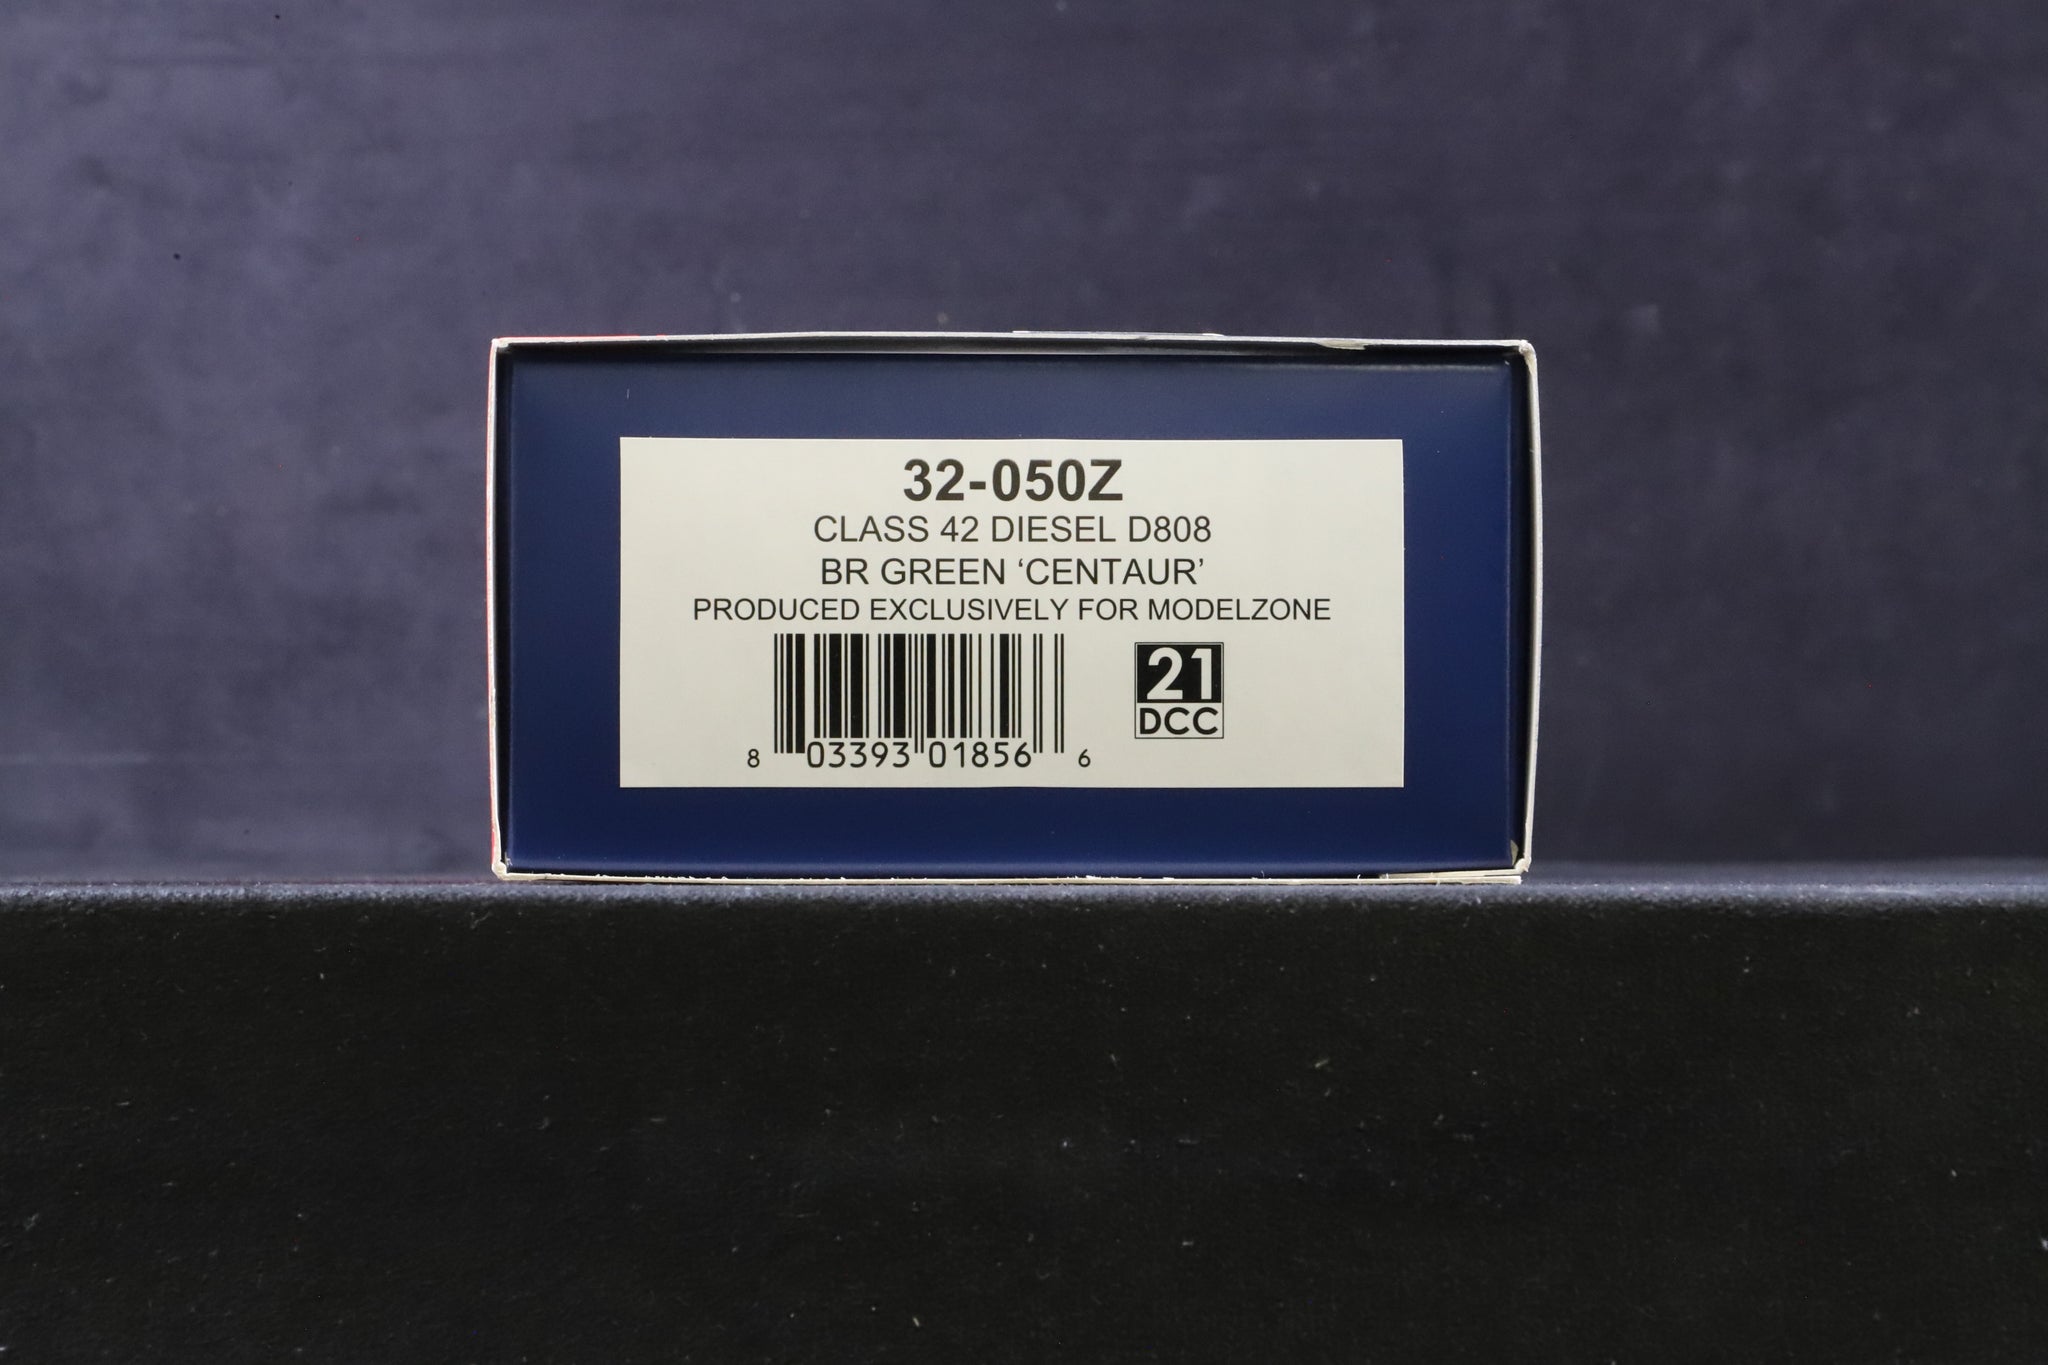 32-050Z
CLASS 42 DIESEL D808
BR GREEN ‘CENTAUR’
PRODUCED EXCLUSIVELY FOR MODELZONE
21
DCC
8 03393 01856 6